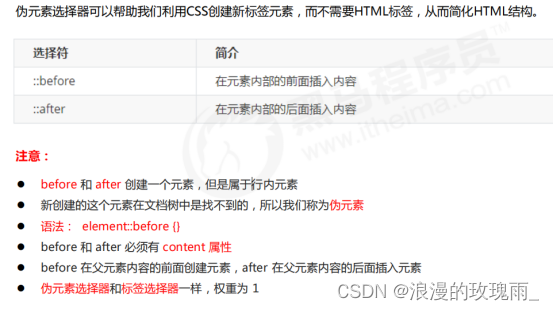 伪元素选择器可以帮助我们利用CSS创建新标签元素，而不需要HTML标签，从而简化HTML结构。
选择符 简介
::before 在元素内部的前面插入内容
::after 在元素内部的后面插入内容
黑马程序员
www.itheima.com
注意：
before 和 after 创建一个元素，但是属于行内元素
新创建的这个元素在文档树中是找不到的，所以我们称为伪元素
语法： element::before {}
before 和 after 必须有 content 属性
before 在父元素内容的前面创建元素，after 在父元素内容的后面插入元素
伪元素选择器和标签选择器一样，权重为 1
CSDN @浪漫的玫瑰雨_